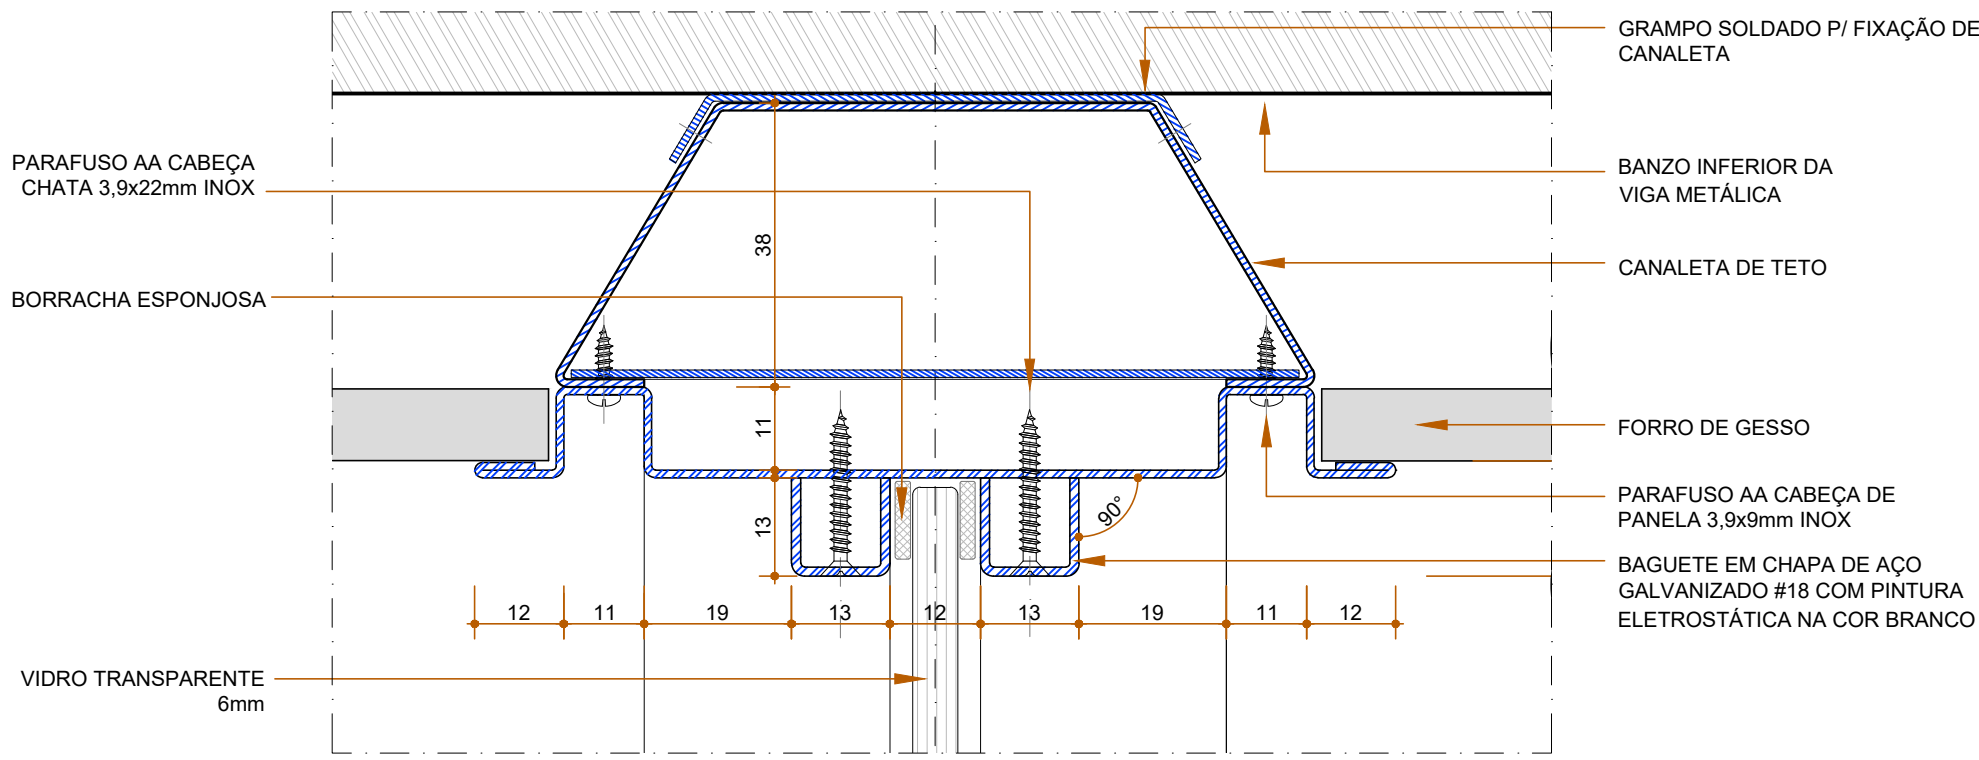 GRAMPO SOLDADO P/ FIXAÇÃO DE
CANALETA
PARAFUSO AA CABEÇA
CHATA 3,9x22mm INOX
BANZO INFERIOR DA
VIGA METÁLICA
38
CANALETA DE TETO
BORRACHA ESPONJOSA
11
FORRO DE GESSO
13
90°
PARAFUSO AA CABEÇA DE
PANELA 3,9x9mm INOX
BAGUETE EM CHAPA DE AÇO
GALVANIZADO #18 COM PINTURA
ELETROSTÁTICA NA COR BRANCO
12 11 19 13 12 13 19 11 12
VIDRO TRANSPARENTE
6mm